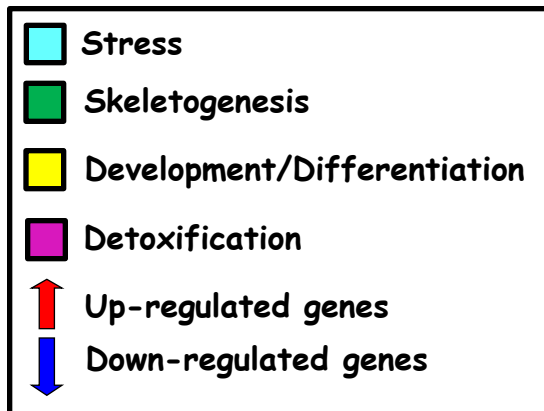 Stress
Skeletogenesis
Development/Differentiation
Detoxification
Up-regulated genes
Down-regulated genes